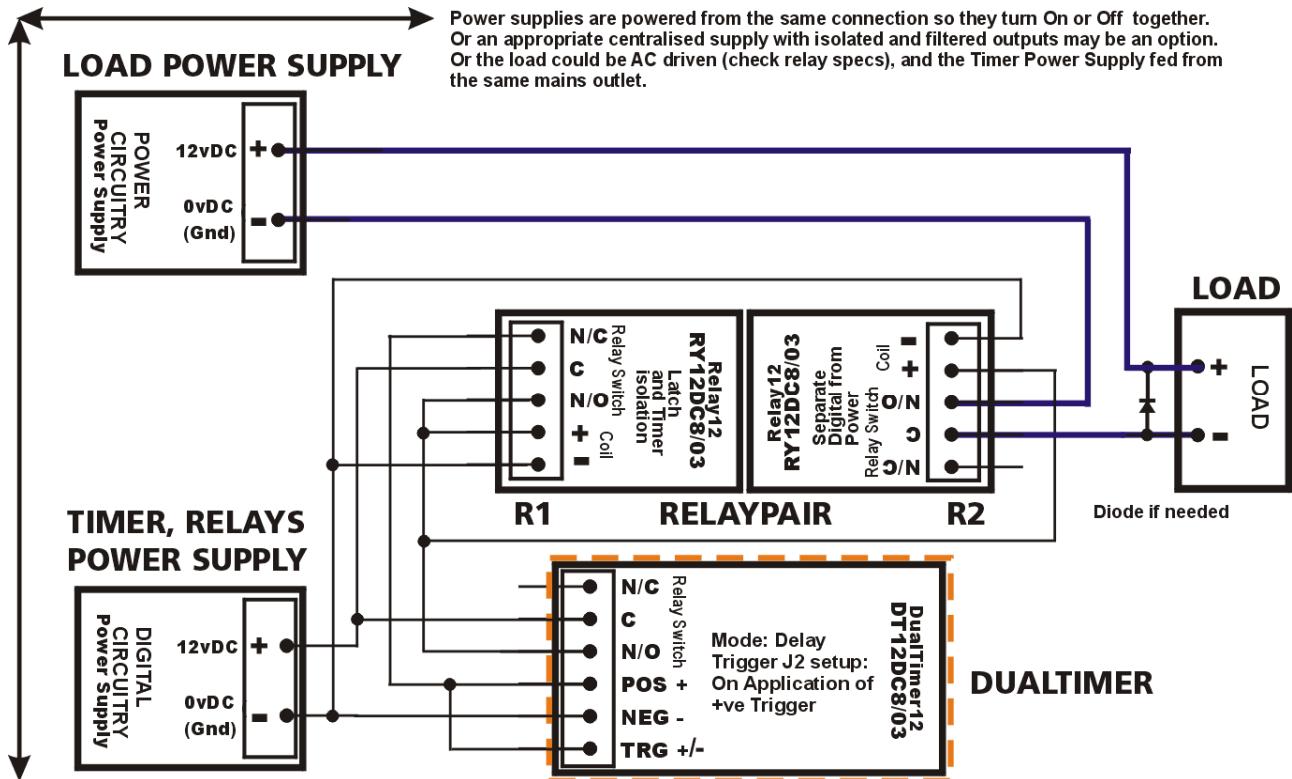 Power supplies are powered from the same connection so they turn On or Off together.
Or an appropriate centralised supply with isolated and filtered outputs may be an option.
Or the load could be AC driven (check relay specs), and the Timer Power Supply fed from
the same mains outlet.
LOAD POWER SUPPLY
POWER
CIRCUITRY
Power Supply
12vDC
+
0vDC
(Gnd)
-
LOAD
+
-
LOAD
Diode if needed
N/C
C
N/O
+
-
Relay Switch
Coil
Relay12
RY12DC8/03
Latch
and Timer
isolation
Relay12
RY12DC8/03
Separate
Digital from
Power
Coil
Relay Switch
-
+
N/O
C
N/C
R1
RELAYPAIR
R2
TIMER, RELAYS
POWER SUPPLY
DIGITAL
CIRCUITRY
Power Supply
12vDC
+
0vDC
(Gnd)
-
N/C
C
N/O
POS +
NEG -
TRG +/-
Relay Switch
Mode: Delay
Trigger J2 setup:
On Application of
+ve Trigger
DualTimer12
DT12DC8/03
DUALTIMER